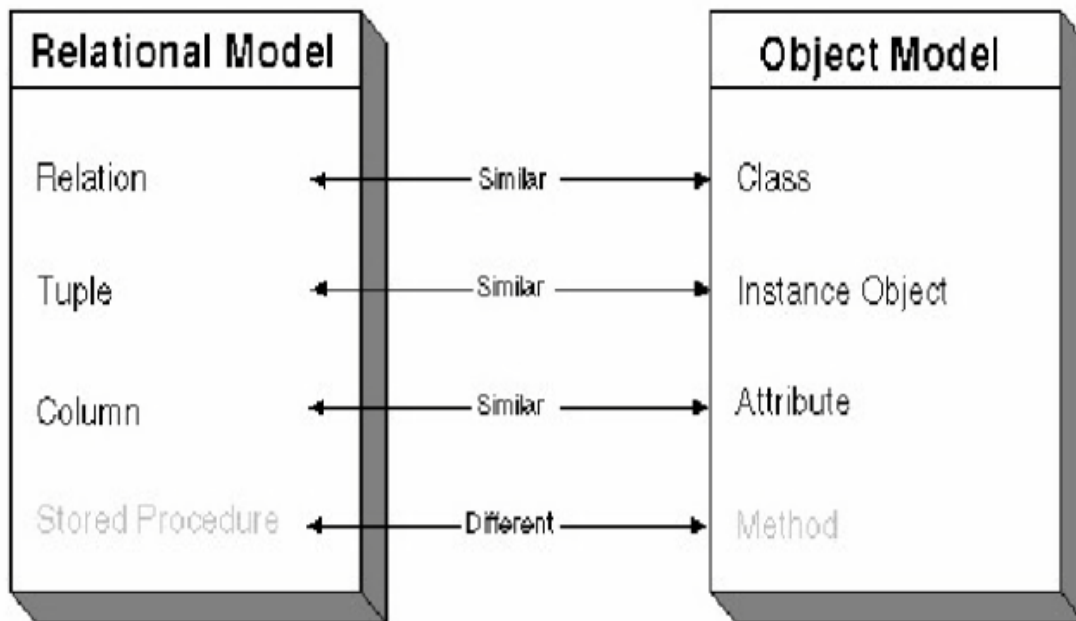 Relational Model
Object Model
Relation
Similar
Class
Tuple
Similar
Instance Object
Column
Similar
Attribute
Stored Procedure
Different
Method